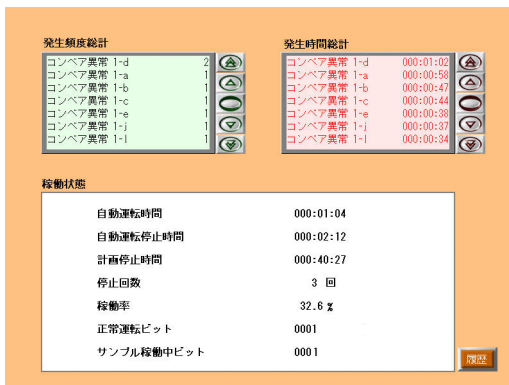 発生頻度総計
コンベア異常 1-d 2
コンベア異常 1-a 1
コンベア異常 1-b 1
コンベア異常 1-c 1
コンベア異常 1-e 1
コンベア異常 1-j 1
コンベア異常 1-l 1
発生時間総計
コンベア異常 1-d 000:01:02
コンベア異常 1-a 000:00:58
コンベア異常 1-b 000:00:47
コンベア異常 1-c 000:00:44
コンベア異常 1-e 000:00:38
コンベア異常 1-j 000:00:37
コンベア異常 1-l 000:00:34
稼働状態
自動運転時間 000:01:04
自動運転停止時間 000:02:12
計画停止時間 000:40:27
停止回数 3 回
稼働率 32.6 %
正常運転ビット 0001
サンプル稼働中ビット 0001
履歴